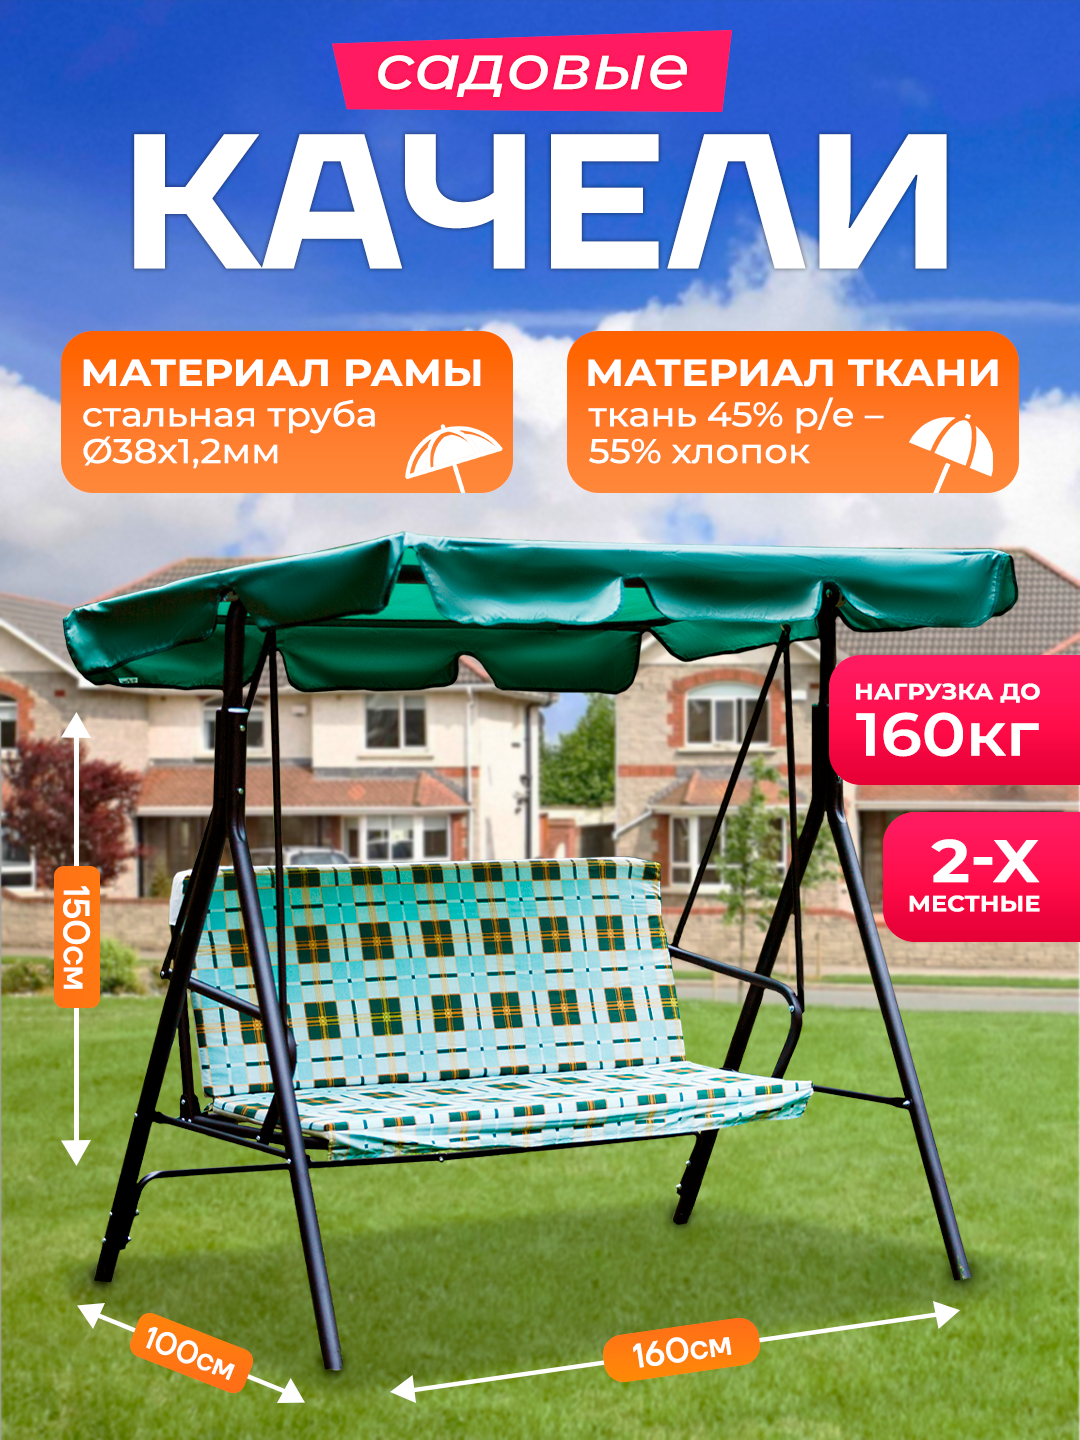 садовые
КАЧЕЛИ
МАТЕРИАЛ РАМЫ
стальная труба
Ø38х1,2мм
МАТЕРИАЛ ТКАНИ
ткань 45% р/е –
55% хлопок
НАГРУЗКА ДО
160кг
2-Х
МЕСТНЫЕ
150см
100см
160см